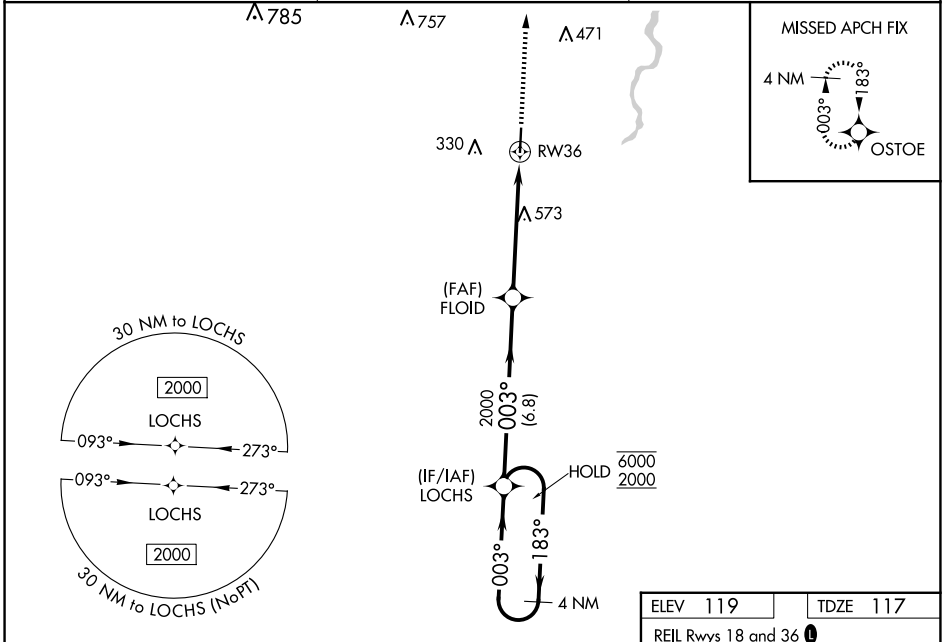 785
757
471
MISSED APCH FIX
4 NM
183°
003°
OSTOE
330
RW36
573
(FAF)
FLOID
30 NM to LOCHS
2000
LOCHS
093°
273°
093°
273°
LOCHS
2000
30 NM to LOCHS (NoPT)
2000
003°
(6.8)
(IF/IAF)
LOCHS
HOLD
6000
2000
003°
183°
4 NM
ELEV 119
TDZE 117
REIL Rwys 18 and 36 L